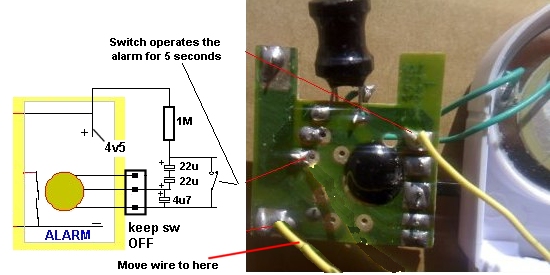 Switch operates the
alarm for 5 seconds
1M
+
4v5
+
22u
22u
+
4u7
keep sw
OFF
ALARM
Move wire to here